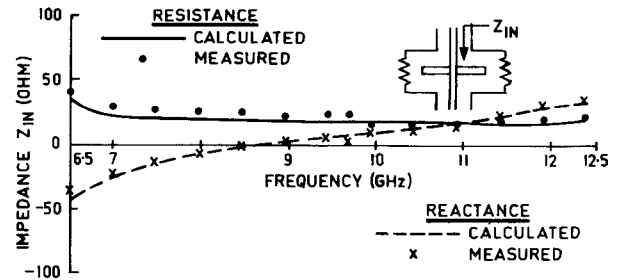 RESISTANCE
CALCULATED
MEASURED
Z_IN
IMPEDANCE Z_IN (OHM)
100
50
0
-50
-100
6·5
7
8
9
10
11
12
12·5
FREQUENCY (GHz)
REACTANCE
CALCULATED
x MEASURED